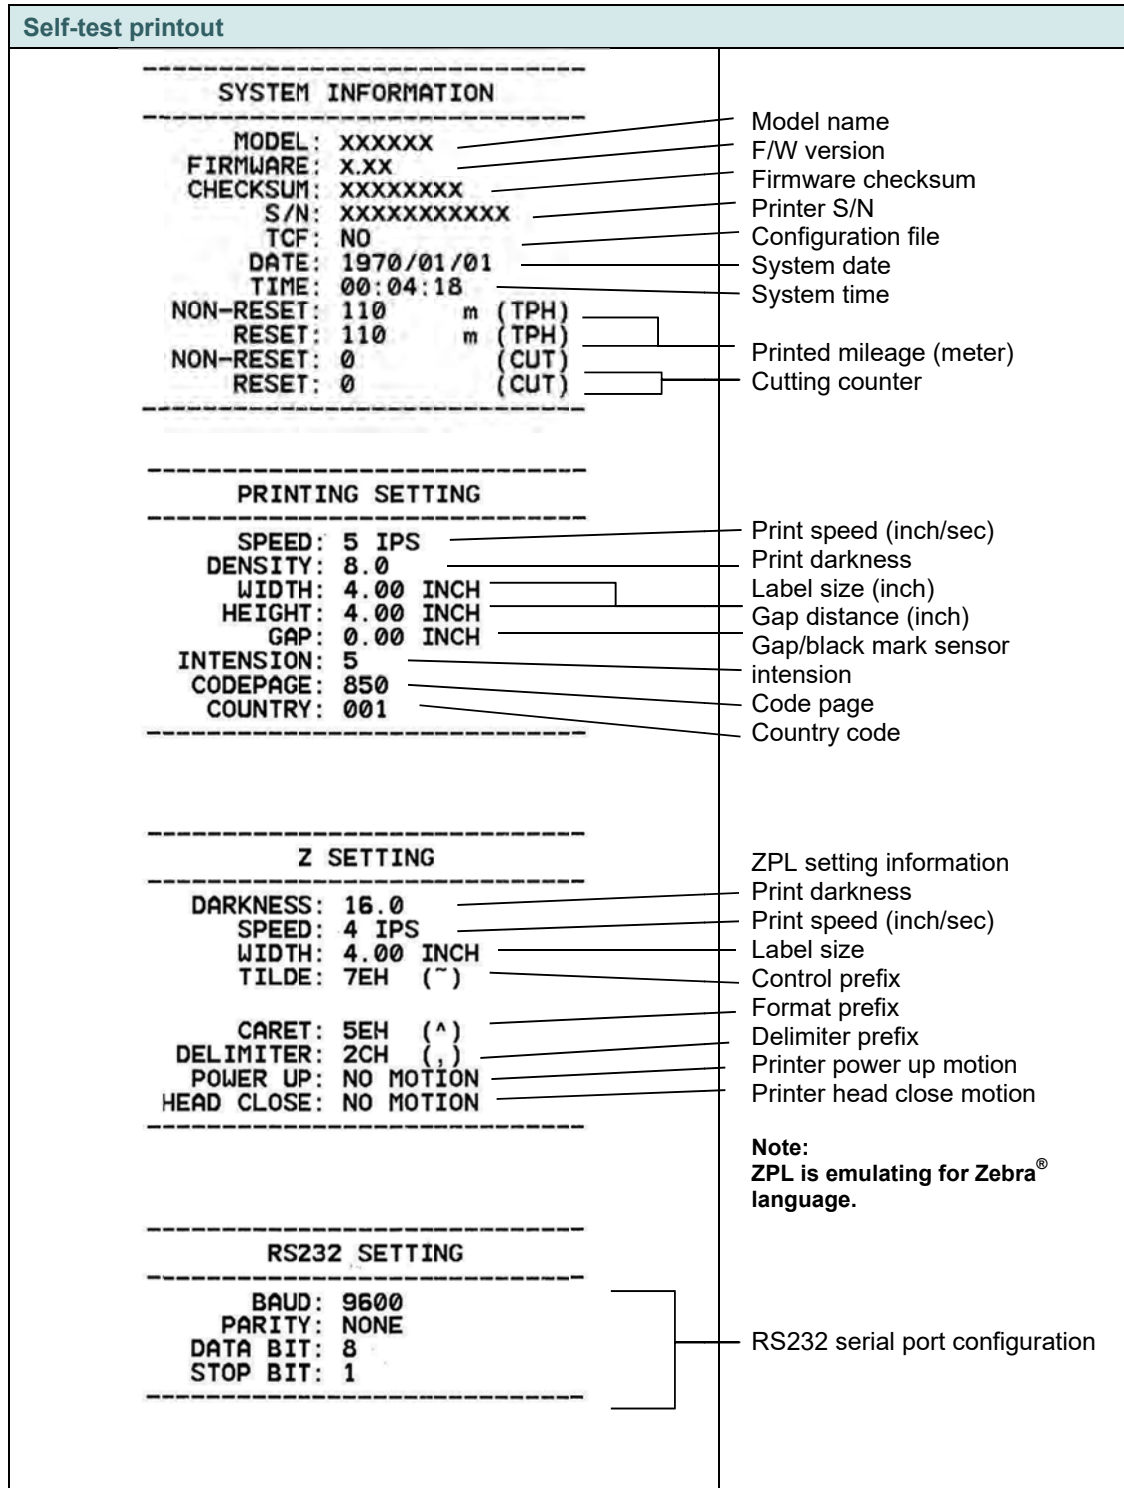 Self-test printout
SYSTEM INFORMATION
MODEL: XXXXXX
FIRMWARE: X.XX
CHECKSUM: XXXXXXXX
S/N: XXXXXXXXXXX
TCF: NO
DATE: 1970/01/01
TIME: 00:04:18
NON-RESET: 110 m (TPH)
RESET: 110 m (TPH)
NON-RESET: 0 (CUT)
RESET: 0 (CUT)
Model name
F/W version
Firmware checksum
Printer S/N
Configuration file
System date
System time
Printed mileage (meter)
Cutting counter
PRINTING SETTING
SPEED: 5 IPS
DENSITY: 8.0
WIDTH: 4.00 INCH
HEIGHT: 4.00 INCH
GAP: 0.00 INCH
INTENSION: 5
CODEPAGE: 850
COUNTRY: 001
Print speed (inch/sec)
Print darkness
Label size (inch)
Gap distance (inch)
Gap/black mark sensor
intension
Code page
Country code
Z SETTING
DARKNESS: 16.0
SPEED: 4 IPS
WIDTH: 4.00 INCH
TILDE: 7EH (~)
CARET: 5EH (^)
DELIMITER: 2CH (,)
POWER UP: NO MOTION
HEAD CLOSE: NO MOTION
ZPL setting information
Print darkness
Print speed (inch/sec)
Label size
Control prefix
Format prefix
Delimiter prefix
Printer power up motion
Printer head close motion
Note:
ZPL is emulating for Zebra®
language.
RS232 SETTING
BAUD: 9600
PARITY: NONE
DATA BIT: 8
STOP BIT: 1
RS232 serial port configuration